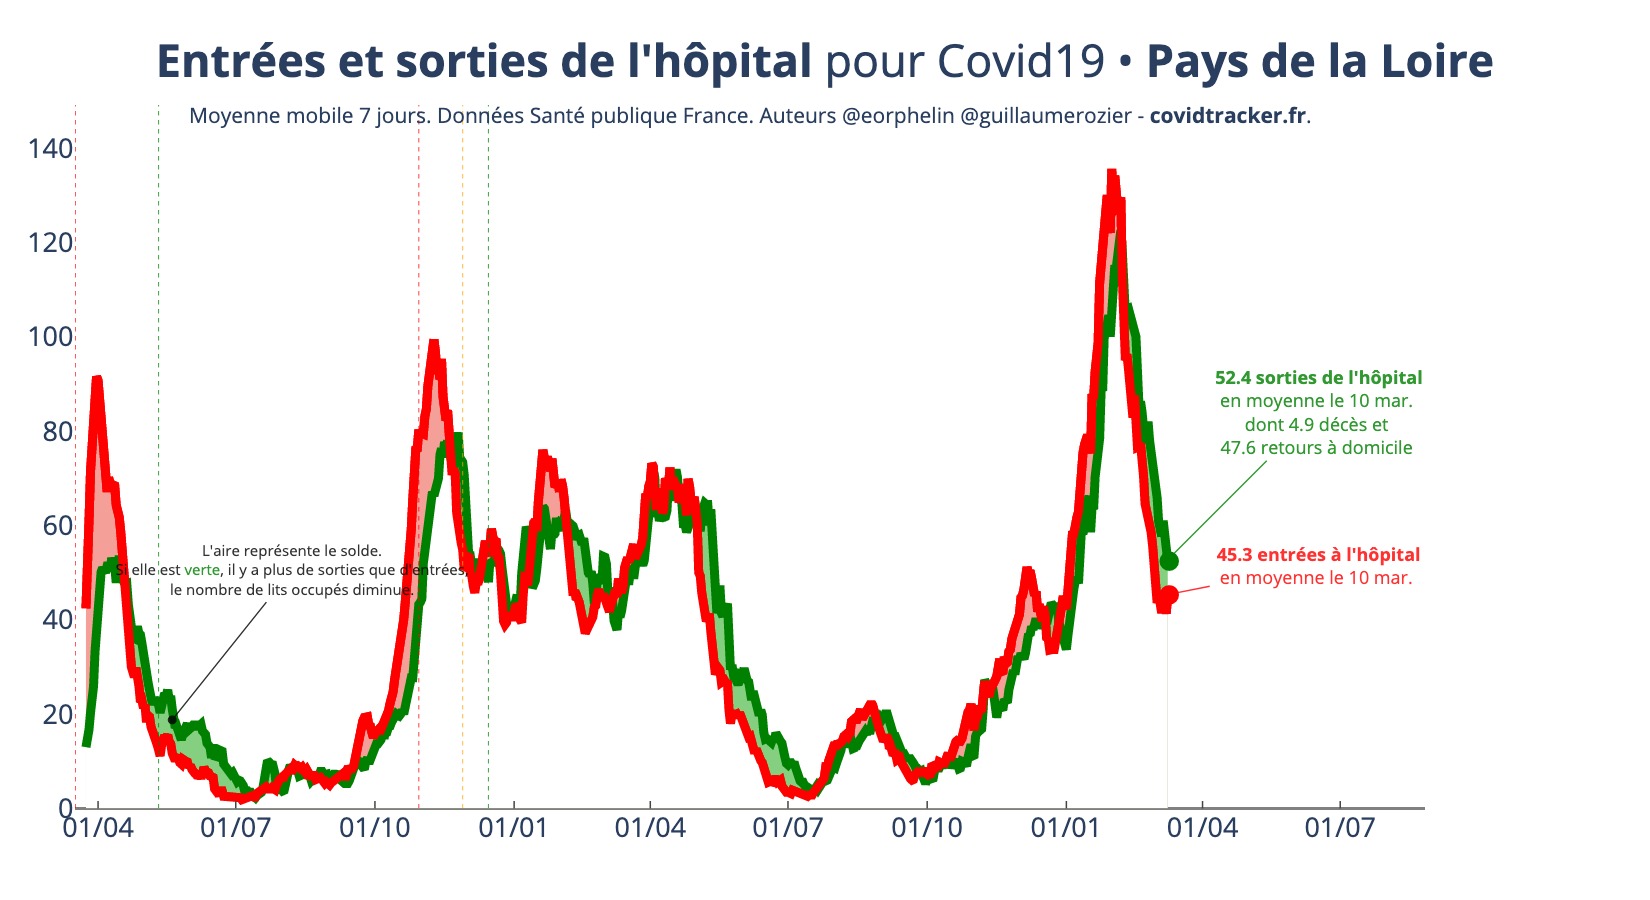 Entrées et sorties de l'hôpital pour Covid19 • Pays de la Loire
Moyenne mobile 7 jours. Données Santé publique France. Auteurs @eorphelin @guillaumerozier - covidtracker.fr.
140
120
100
80
60
40
20
0
52.4 sorties de l'hôpital
en moyenne le 10 mar.
dont 4.9 décès et
47.6 retours à domicile
45.3 entrées à l'hôpital
en moyenne le 10 mar.
L'aire représente le solde.
Si elle est verte, il y a plus de sorties que d'entrées,
le nombre de lits occupés diminue.
01/04 01/07 01/10 01/01 01/04 01/07 01/10 01/01 01/04 01/07